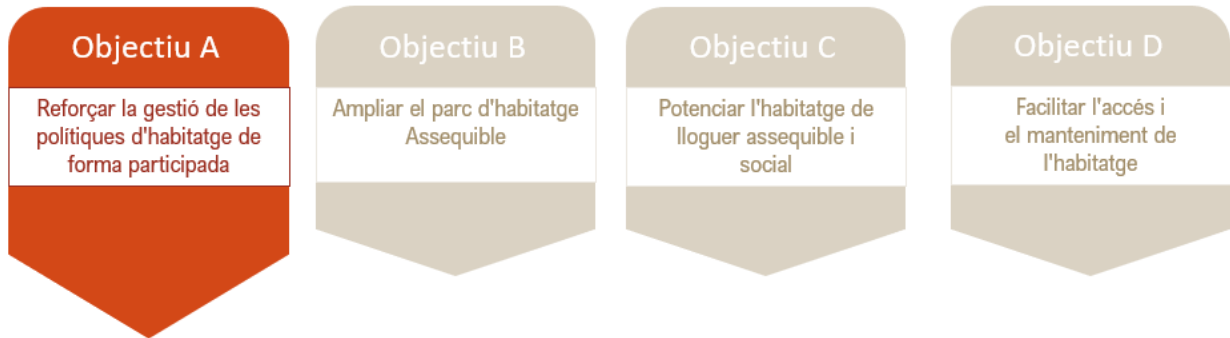 Objectiu A
Reforçar la gestió de les
polítiques d'habitatge de
forma participada
Objectiu B
Ampliar el parc d'habitatge
Assequible
Objectiu C
Potenciar l'habitatge de
lloguer assequible i
social
Objectiu D
Facilitar l'accés i
el manteniment de
l'habitatge